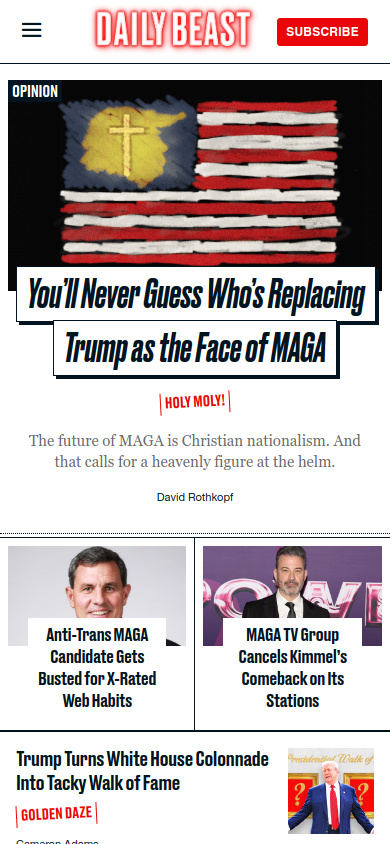 DAILY BEAST
SUBSCRIBE
OPINION
You'll Never Guess Who's Replacing
Trump as the Face of MAGA
HOLY MOLY!
The future of MAGA is Christian nationalism. And
that calls for a heavenly figure at the helm.
David Rothkopf
Anti-Trans MAGA
Candidate Gets
Busted for X-Rated
Web Habits
MAGA TV Group
Cancels Kimmel's
Comeback on Its
Stations
Trump Turns White House Colonnade
Into Tacky Walk of Fame
Presidential Walk of
? ?
GOLDEN DAZE
Cameron Adams